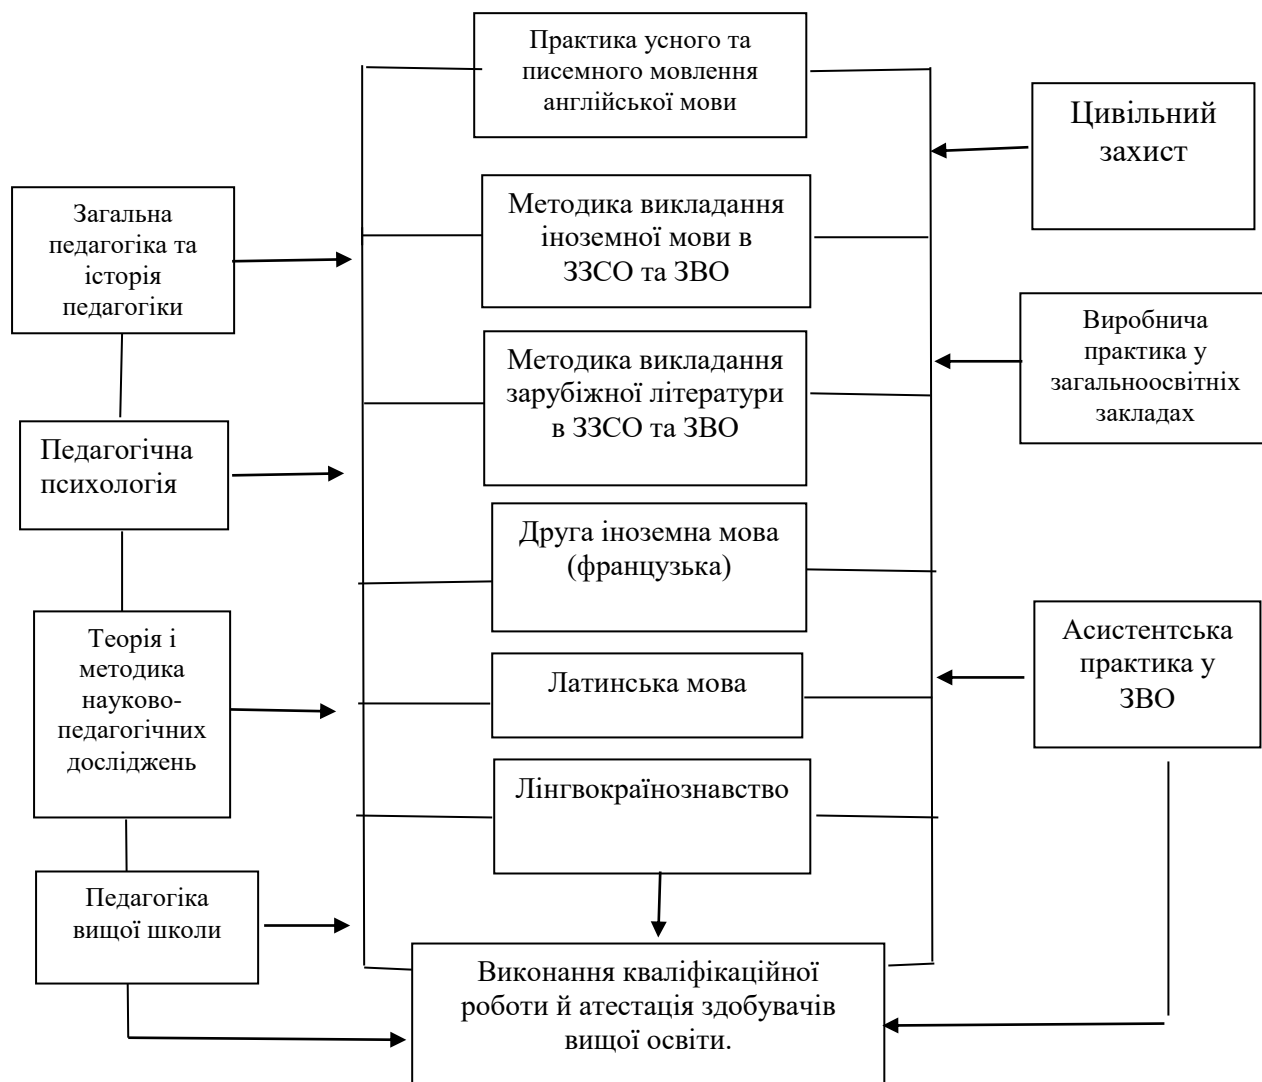 Практика усного та
писемного мовлення
англійської мови
Цивільний
захист
Загальна
педагогіка та
історія
педагогіки
Методика викладання
іноземної мови в
ЗЗСО та ЗВО
Виробнича
практика у
загальноосвітніх
закладах
Методика викладання
зарубіжної літератури
в ЗЗСО та ЗВО
Педагогічна
психологія
Друга іноземна мова
(французька)
Теорія і
методика
науково-
педагогічних
досліджень
Латинська мова
Асистентська
практика у
ЗВО
Лінгвокраїнознавство
Педагогіка
вищої школи
Виконання кваліфікаційної
роботи й атестація здобувачів
вищої освіти.